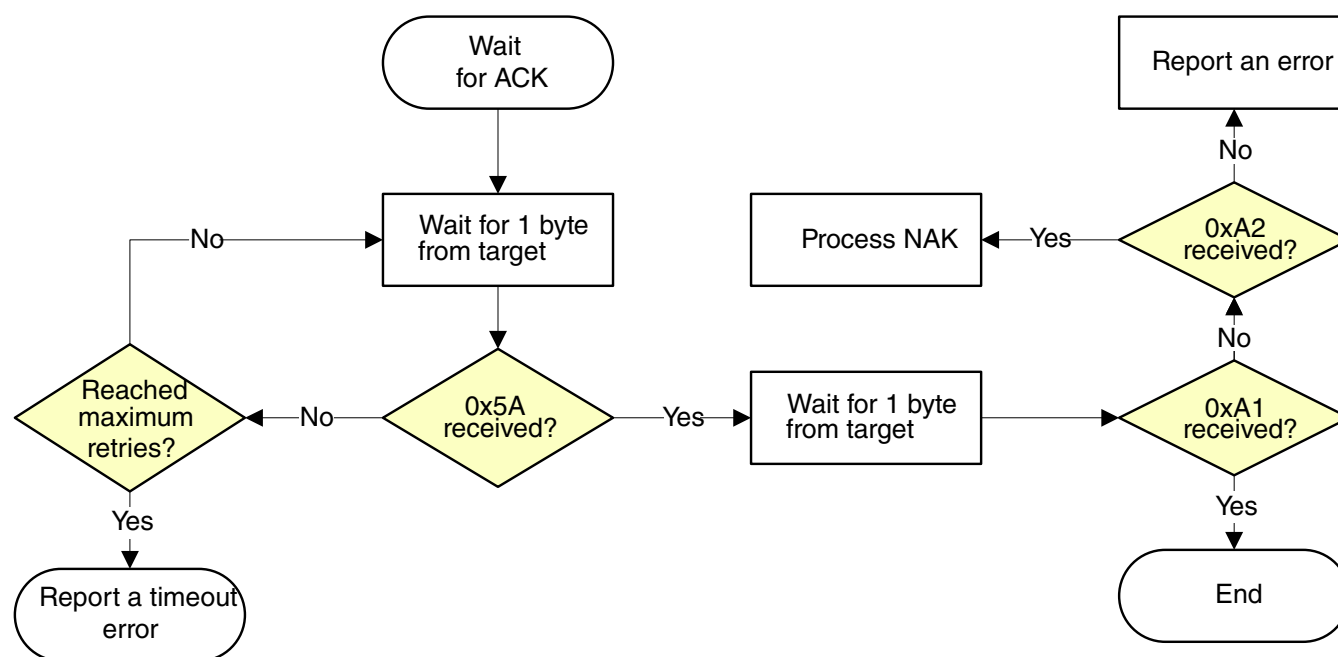 Wait
for ACK
Report an error
No
Wait for 1 byte
from target
No
Process NAK
Yes
0xA2
received?
No
Reached
maximum
retries?
No
0x5A
received?
Yes
Wait for 1 byte
from target
0xA1
received?
Yes
Yes
Report a timeout
error
End